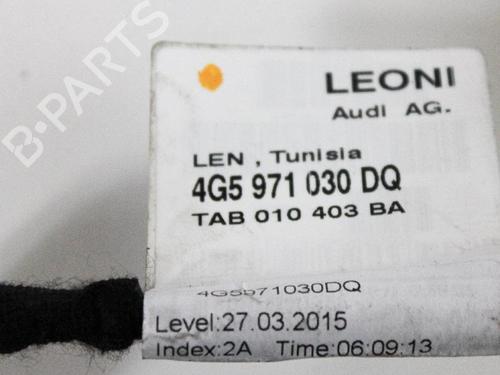 LEONI
Audi AG.
LEN , Tunisia
4G5 971 030 DQ
TAB 010 403 BA
4G5971030DQ
Level:27.03.2015
Index:2A Time:06:09:13
B-PARTS